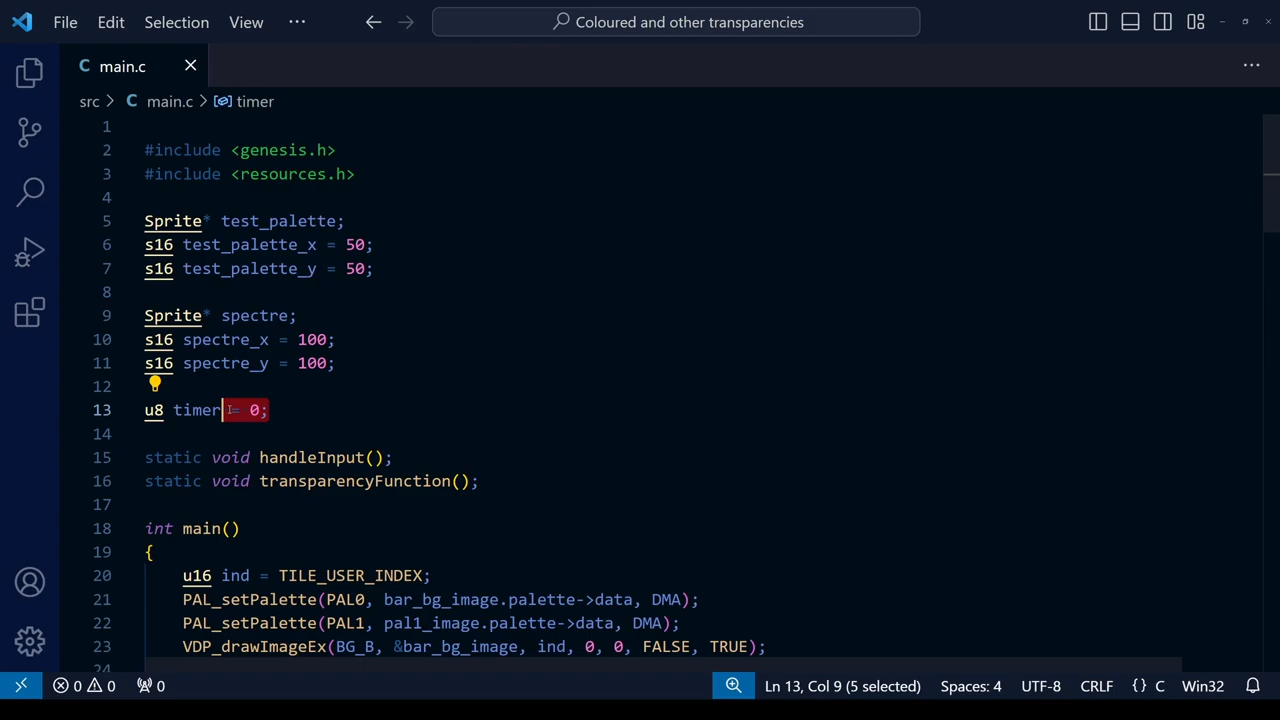 File Edit Selection View ··· Coloured and other transparencies
main.c
src > C main.c > timer
1
2 #include <genesis.h>
3 #include <resources.h>
4
5 Sprite* test_palette;
6 s16 test_palette_x = 50;
7 s16 test_palette_y = 50;
8
9 Sprite* spectre;
10 s16 spectre_x = 100;
11 s16 spectre_y = 100;
12
13 u8 timer = 0;
14
15 static void handleInput();
16 static void transparencyFunction();
17
18 int main()
19 {
20 u16 ind = TILE_USER_INDEX;
21 PAL_setPalette(PAL0, bar_bg_image.palette->data, DMA);
22 PAL_setPalette(PAL1, pal1_image.palette->data, DMA);
23 VDP_drawImageEx(BG_B, &bar_bg_image, ind, 0, 0, FALSE, TRUE);
24
0 0 0 Ln 13, Col 9 (5 selected) Spaces: 4 UTF-8 CRLF {} C Win32